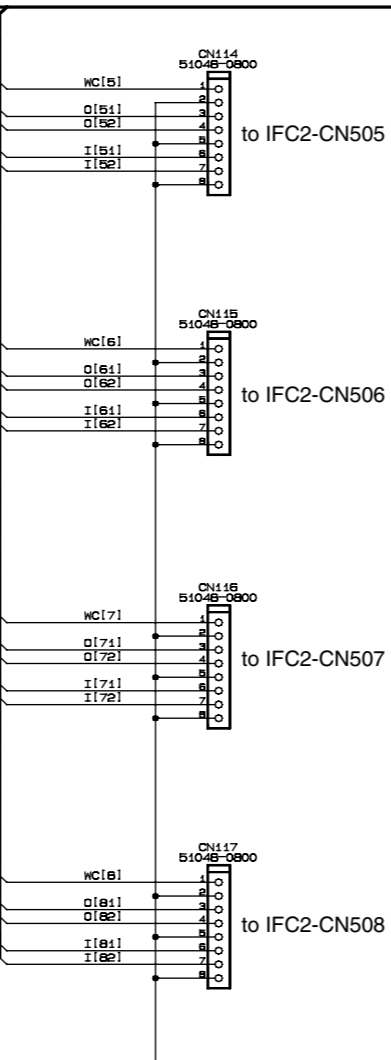 CN114
51048-0800
WC[5] 1
2
O[51] 3
O[52] 4
5
I[51] 6
I[52] 7
8
to IFC2-CN505
CN115
51048-0800
WC[6] 1
2
O[61] 3
O[62] 4
5
I[61] 6
I[62] 7
8
to IFC2-CN506
CN116
51048-0800
WC[7] 1
2
O[71] 3
O[72] 4
5
I[71] 6
I[72] 7
8
to IFC2-CN507
CN117
51048-0800
WC[8] 1
2
O[81] 3
O[82] 4
5
I[81] 6
I[82] 7
8
to IFC2-CN508